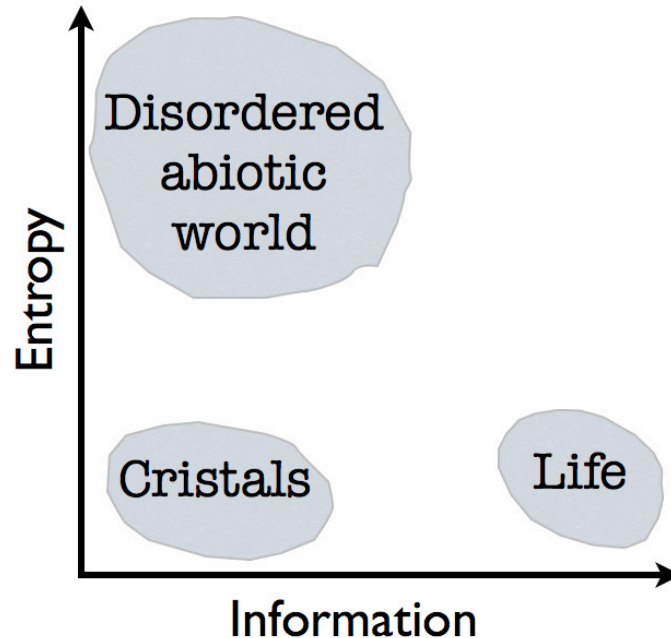 Entropy
Disordered
abiotic
world
Cristals
Life
Information